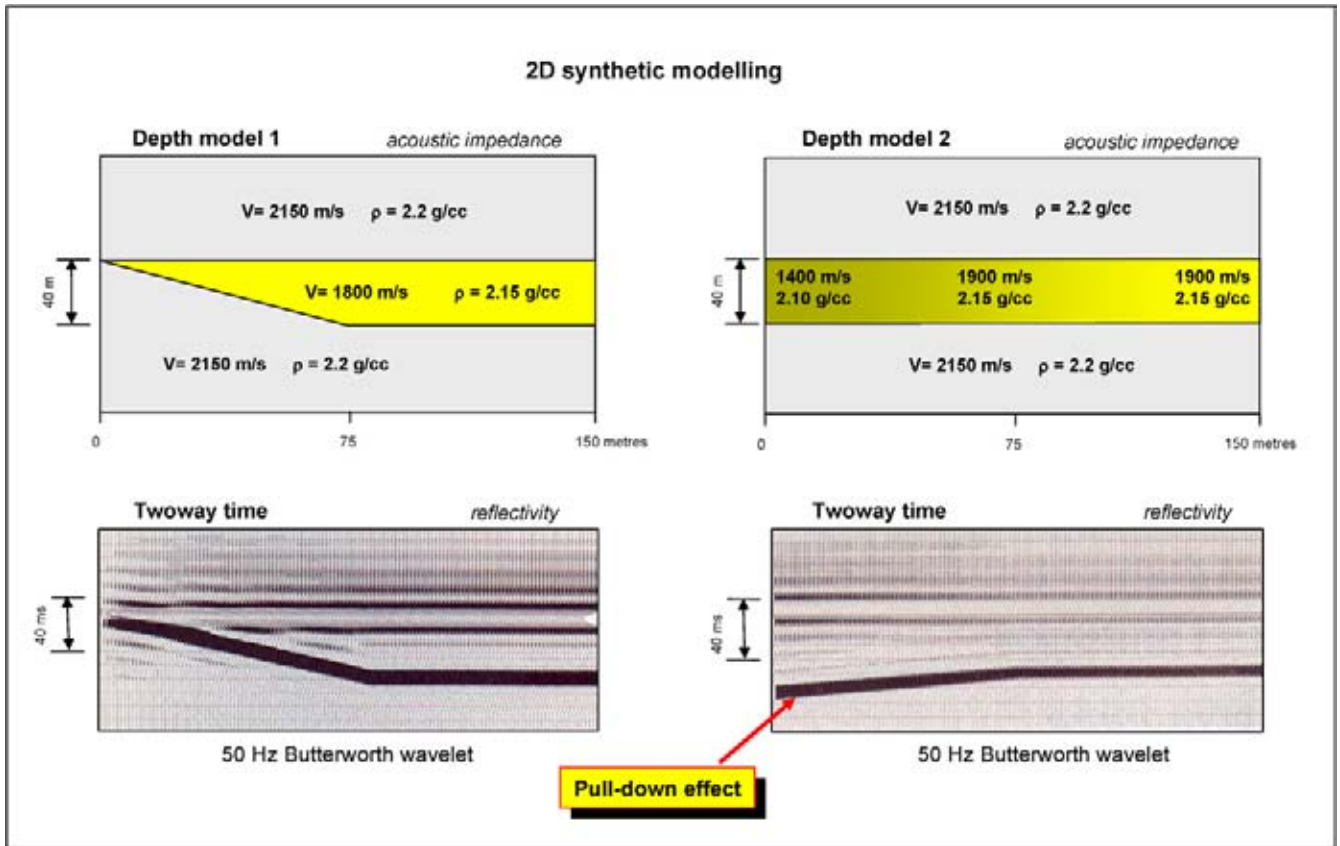 2D synthetic modelling
Depth model 1 acoustic impedance
V= 2150 m/s ρ = 2.2 g/cc
40 m
V= 1800 m/s ρ = 2.15 g/cc
V= 2150 m/s ρ = 2.2 g/cc
0 75 150 metres
Depth model 2 acoustic impedance
V= 2150 m/s ρ = 2.2 g/cc
40 m
1400 m/s 1900 m/s 1900 m/s
2.10 g/cc 2.15 g/cc 2.15 g/cc
V= 2150 m/s ρ = 2.2 g/cc
0 75 150 metres
Twoway time reflectivity
40 ms
50 Hz Butterworth wavelet
Twoway time reflectivity
40 ms
50 Hz Butterworth wavelet
Pull-down effect